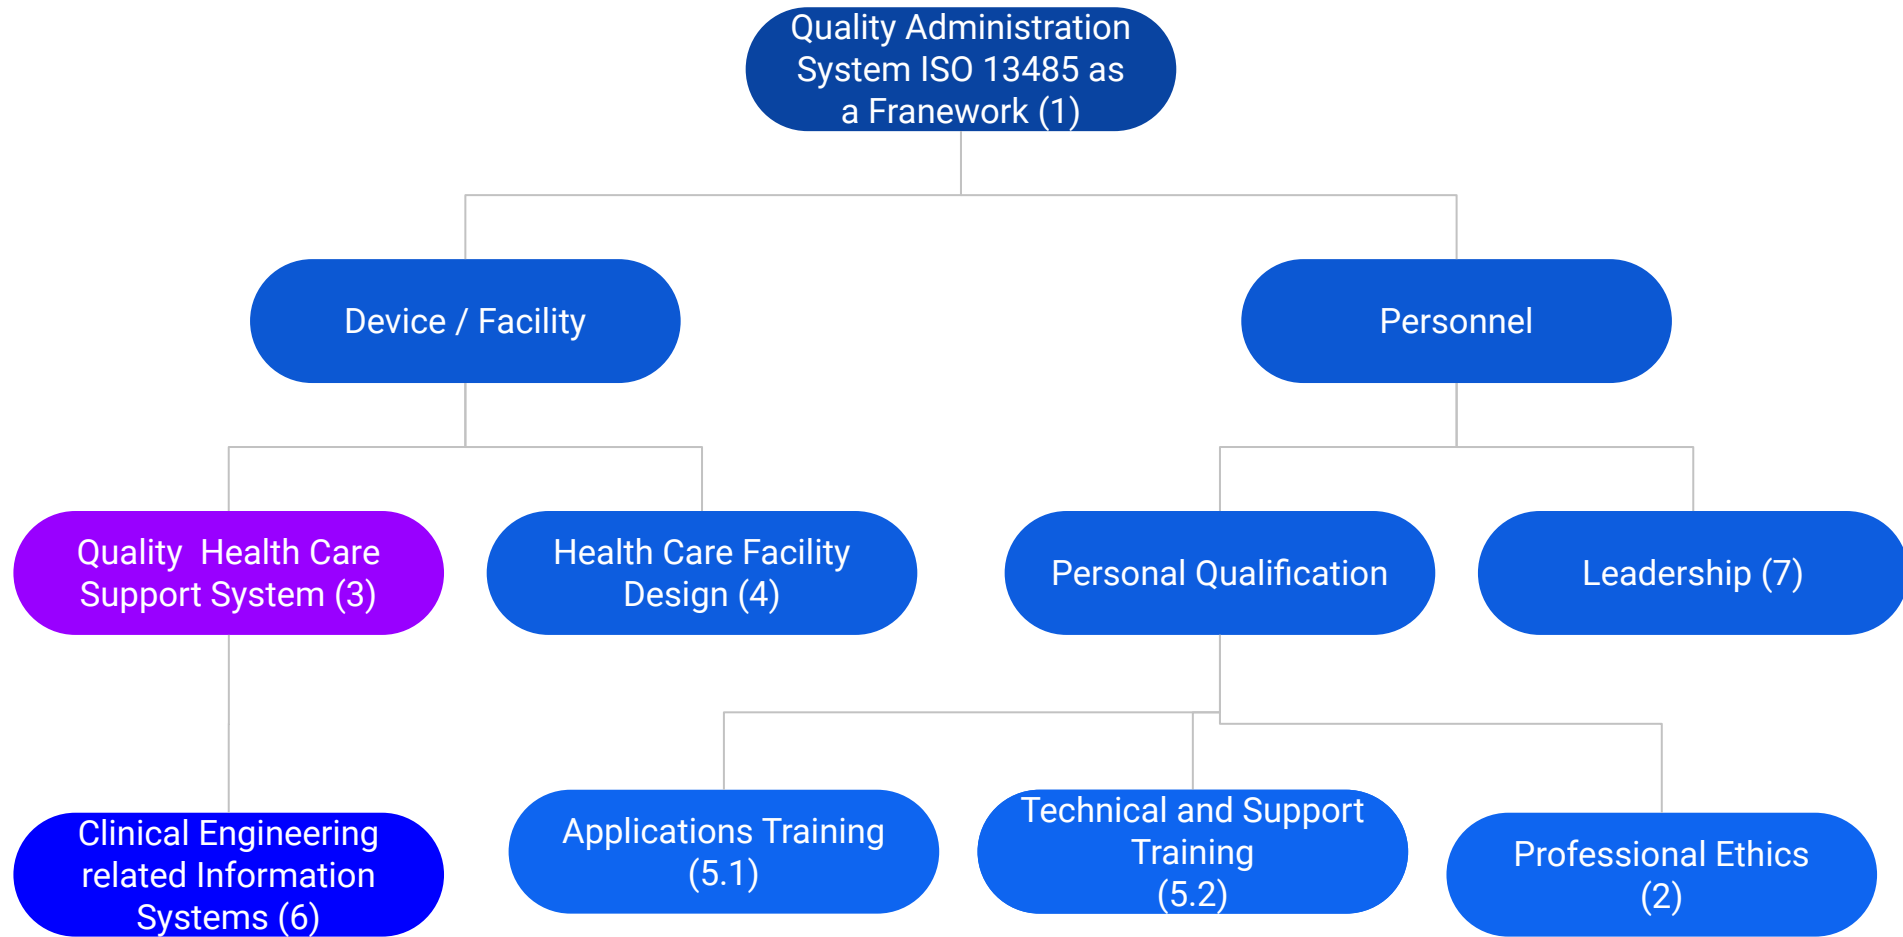 Quality Administration
System ISO 13485 as
a Franework (1)
Device / Facility
Personnel
Quality  Health Care
Support System (3)
Health Care Facility
Design (4)
Personal Qualification
Leadership (7)
Clinical Engineering
related Information
Systems (6)
Applications Training
(5.1)
Technical and Support
Training
(5.2)
Professional Ethics
(2)